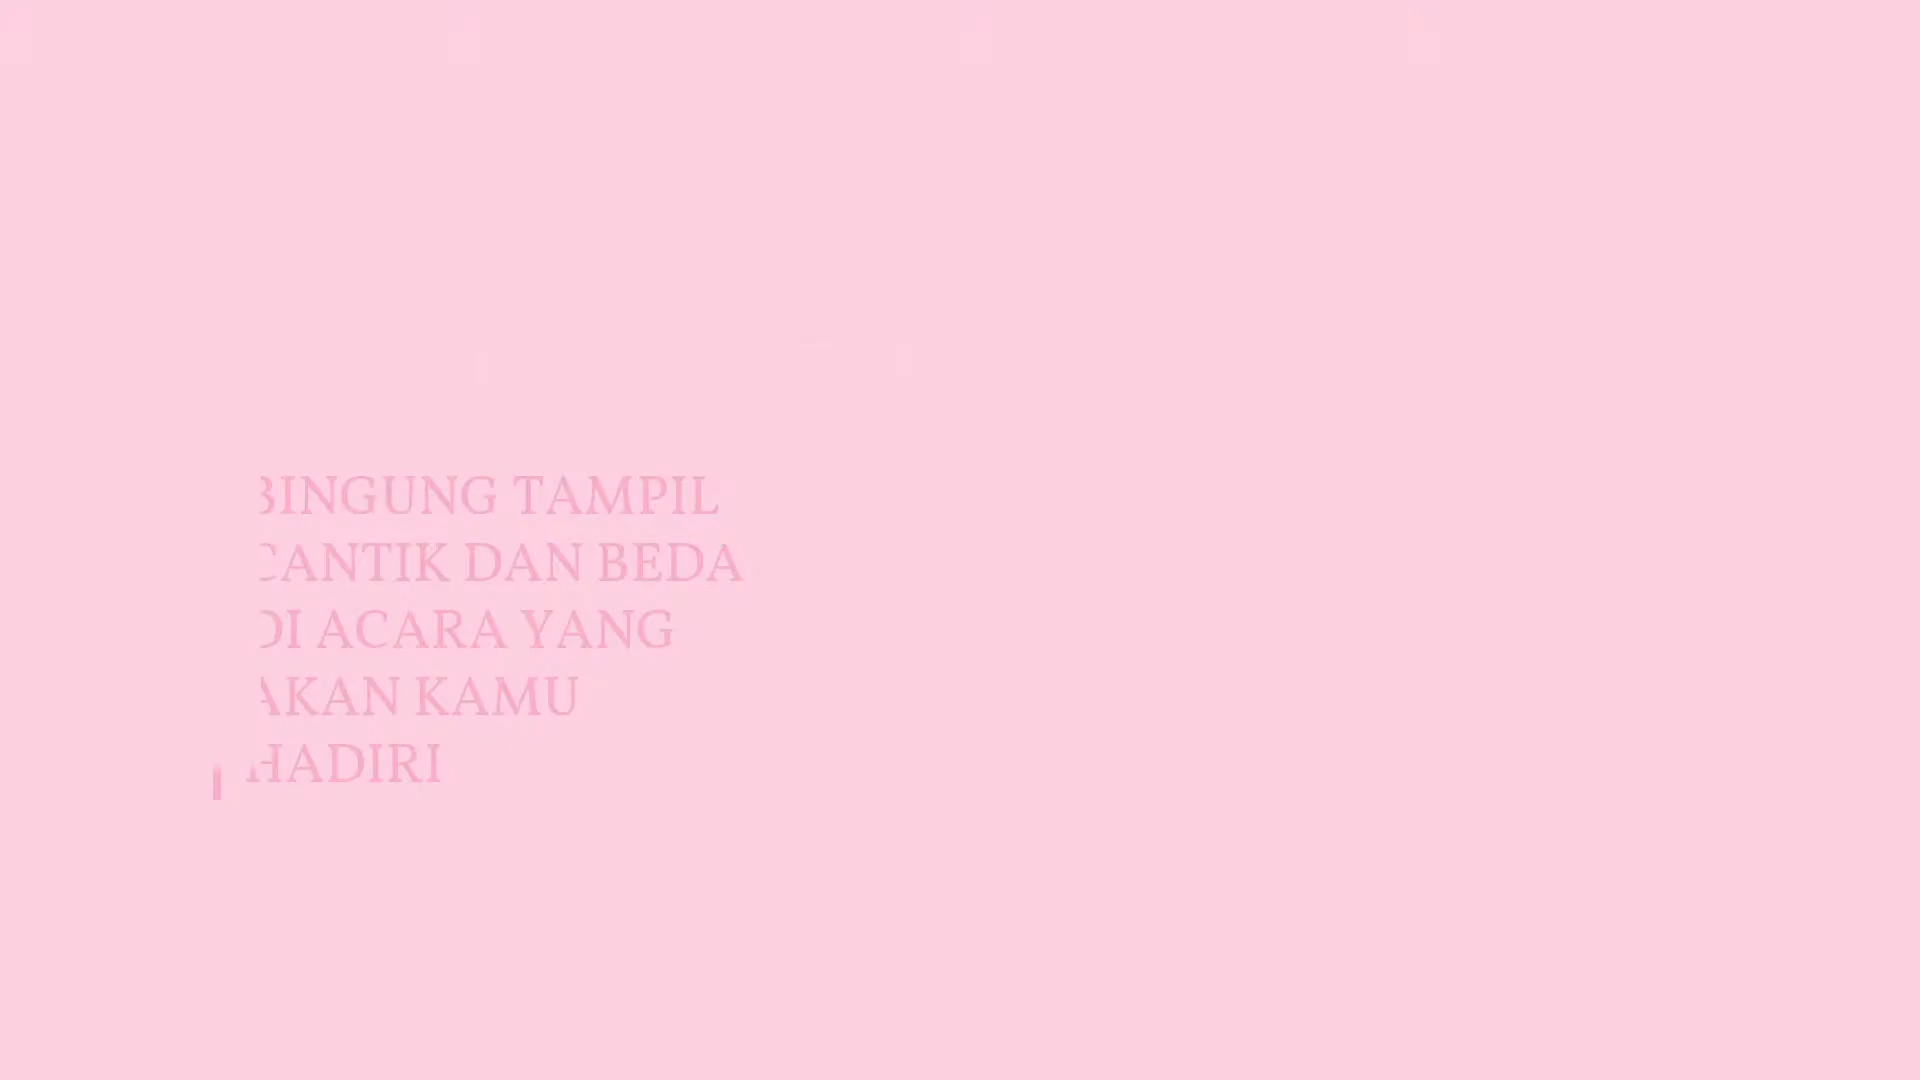 BINGUNG TAMPIL
CANTIK DAN BEDA
DI ACARA YANG
AKAN KAMU
HADIRI